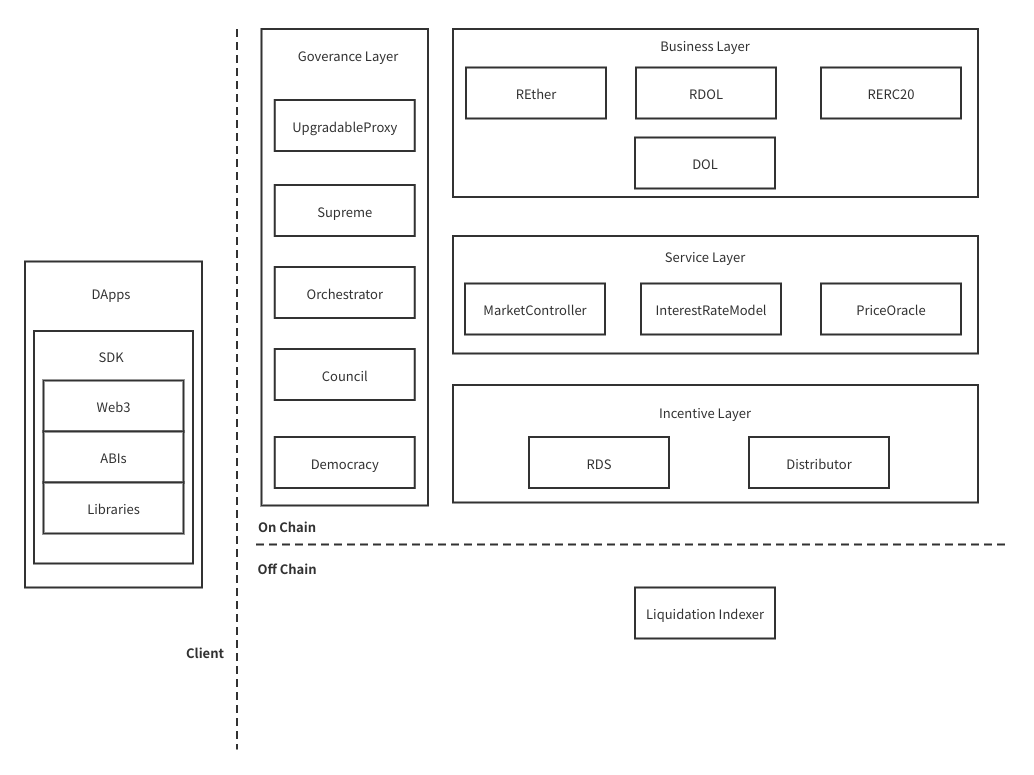 Goverance Layer
UpgradableProxy
Supreme
Orchestrator
Council
Democracy
Business Layer
REther
RDOL
RERC20
DOL
Service Layer
MarketController
InterestRateModel
PriceOracle
Incentive Layer
RDS
Distributor
DApps
SDK
Web3
ABIs
Libraries
On Chain
Off Chain
Liquidation Indexer
Client